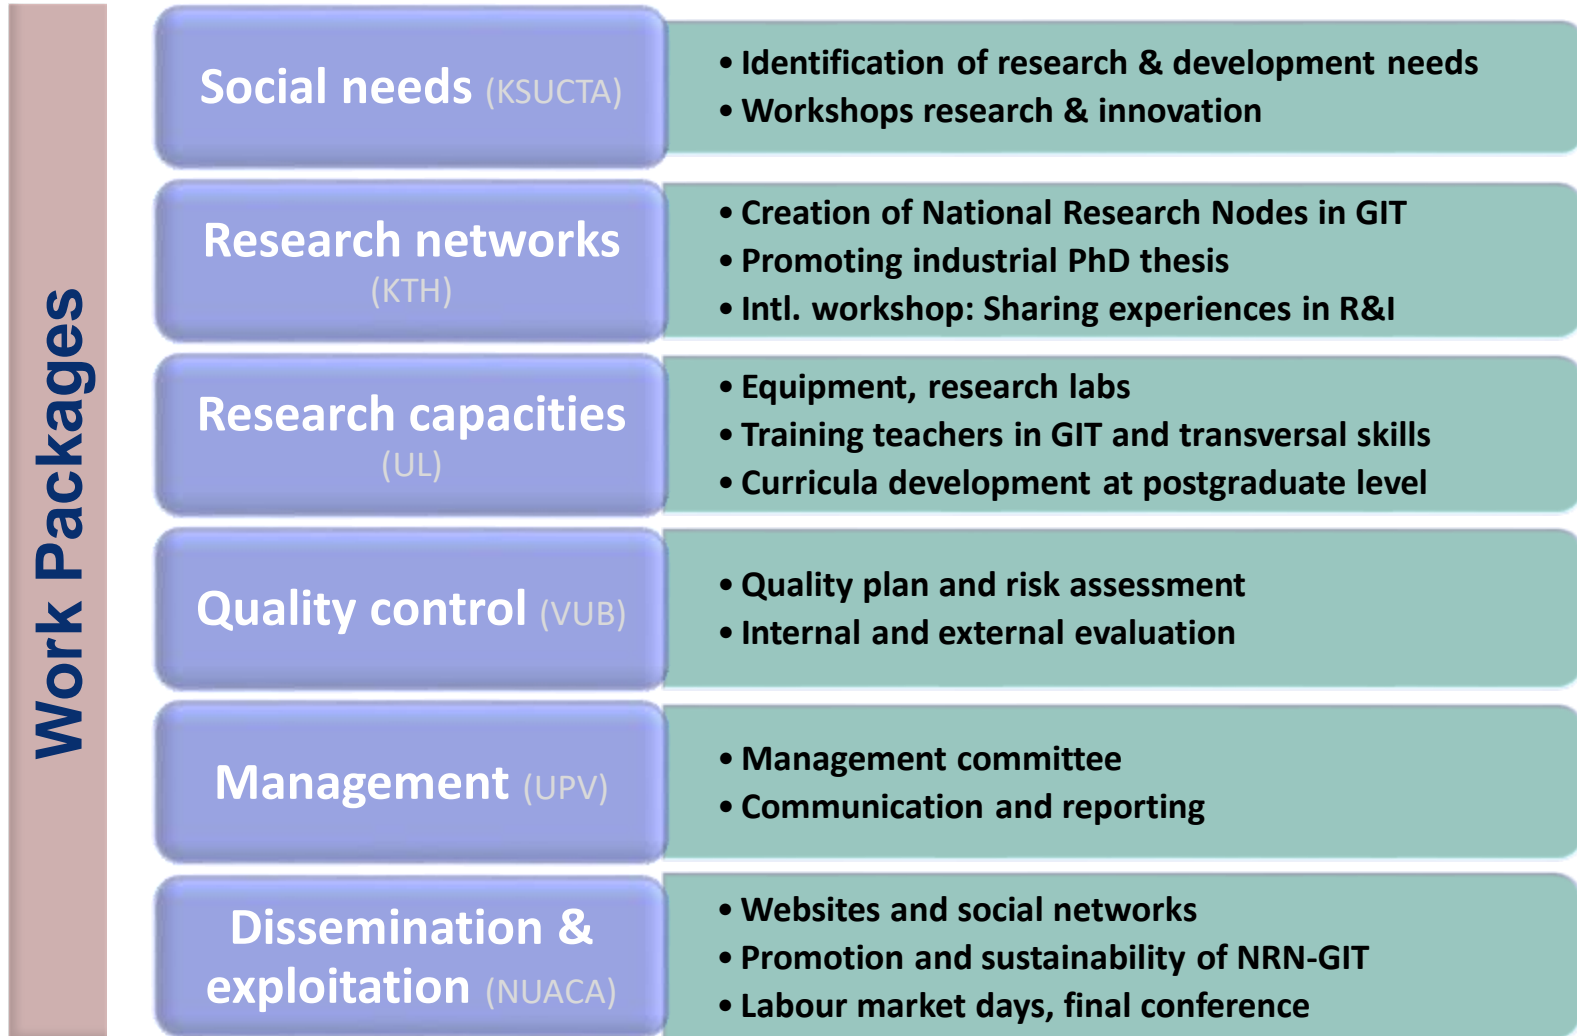 Work Packages
Social needs (KSUCTA)
• Identification of research & development needs
• Workshops research & innovation
Research networks
(KTH)
• Creation of National Research Nodes in GIT
• Promoting industrial PhD thesis
• Intl. workshop: Sharing experiences in R&I
Research capacities
(UL)
• Equipment, research labs
• Training teachers in GIT and transversal skills
• Curricula development at postgraduate level
Quality control (VUB)
• Quality plan and risk assessment
• Internal and external evaluation
Management (UPV)
• Management committee
• Communication and reporting
Dissemination &
exploitation (NUACA)
• Websites and social networks
• Promotion and sustainability of NRN-GIT
• Labour market days, final conference